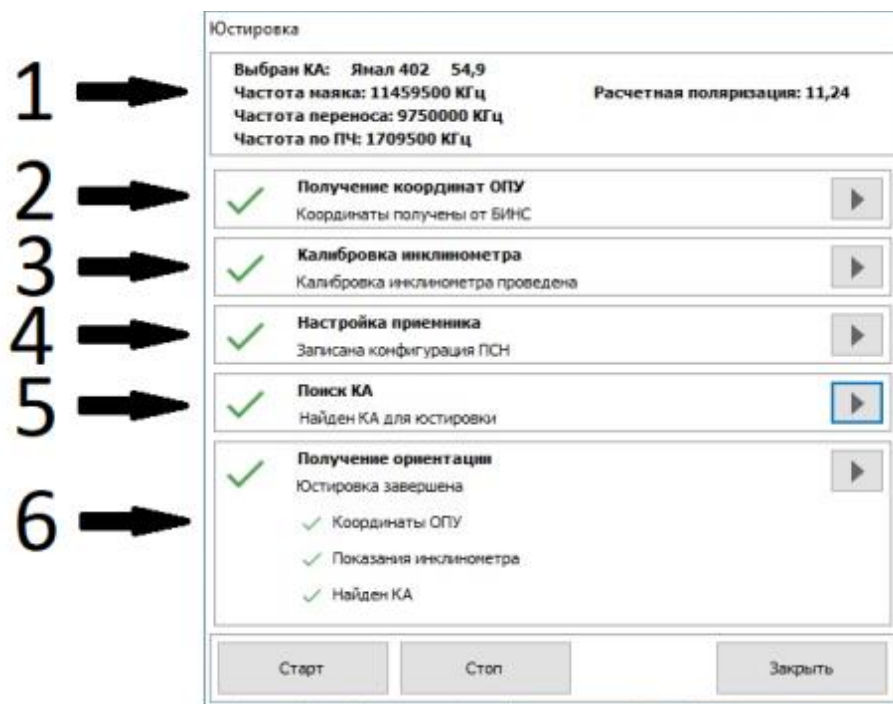 Юстировка
1
Выбран КА: Ямал 402 54,9
Частота маяка: 11459500 КГц Расчетная поляризация: 11,24
Частота переноса: 9750000 КГц
Частота по ПЧ: 1709500 КГц
2
Получение координат ОПУ
Координаты получены от БИНС
3
Калибровка инклинометра
Калибровка инклинометра проведена
4
Настройка приемника
Записана конфигурация ПСН
5
Поиск КА
Найден КА для юстировки
6
Получение ориентации
Юстировка завершена
Координаты ОПУ
Показания инклинометра
Найден КА
Старт Стоп Закрыть